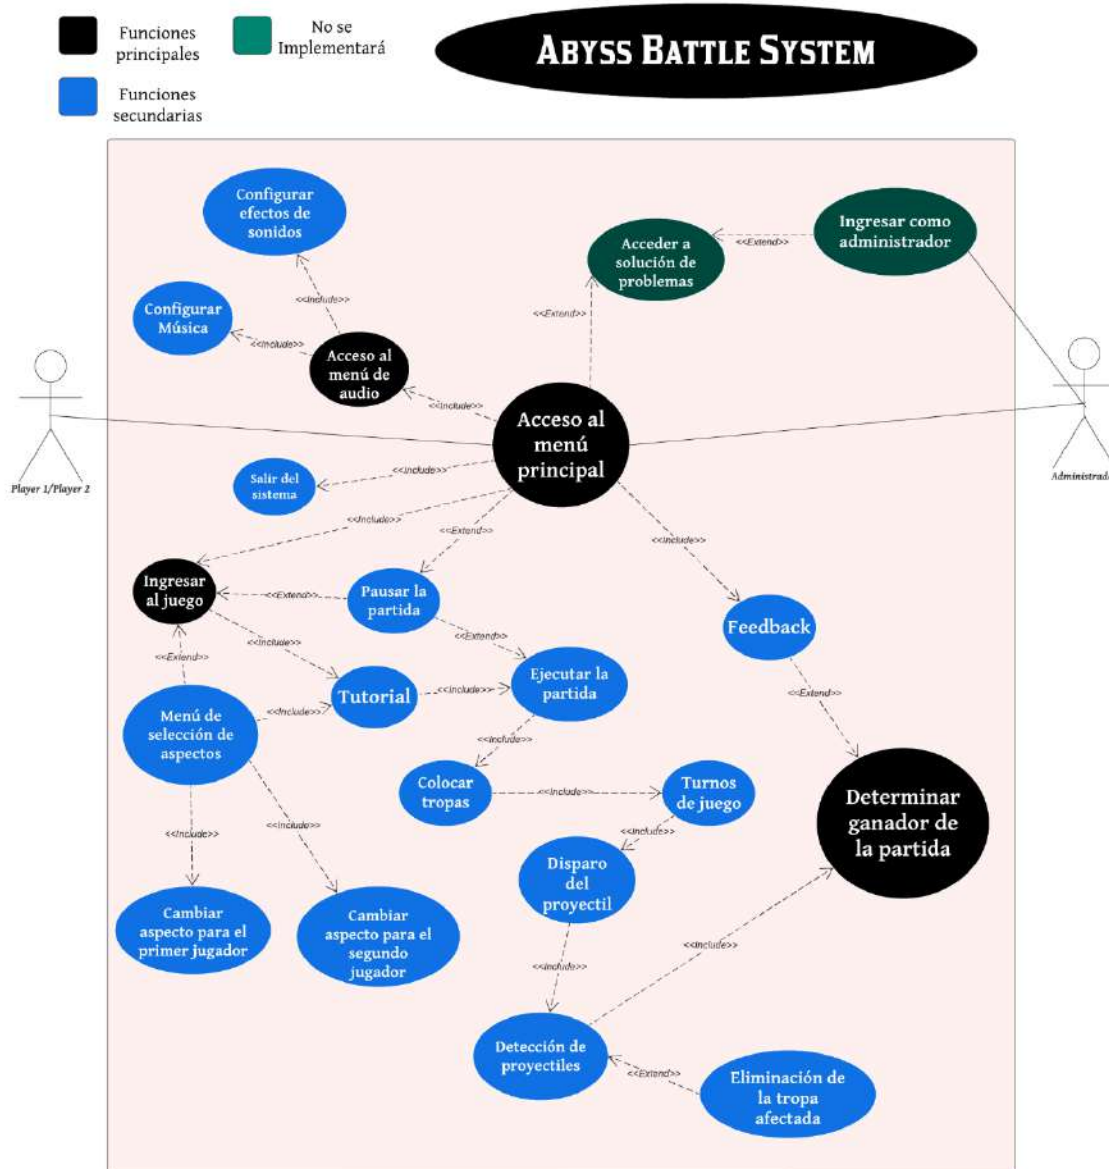 Funciones
principales
No se
Implementará
Funciones
secundarias
ABYSS BATTLE SYSTEM
Configurar
efectos de
sonidos
Ingresar como
administrador
Acceder a
solución de
problemas
<<Extend>>
<<Include>>
Configurar
Música
<<Extend>>
<<Include>>
Acceso al
menú de
audio
<<Include>>
Acceso al
menú
principal
Player 1/Player 2
Administrado
Salir del
sistema
<<Include>>
<<Include>>
<<Extend>>
<<Include>>
Ingresar
al juego
<<Extend>>
Pausar la
partida
Feedback
<<Include>>
<<Extend>>
<<Extend>>
Ejecutar la
partida
Tutorial
<<Include>>
<<Extend>>
Menú de
selección de
aspectos
<<Include>>
<<Include>>
Colocar
tropas
<<Include>>
Turnos
de juego
Determinar
ganador de
la partida
<<Include>>
<<Include>>
<<Include>>
Disparo
del
proyectil
Cambiar
aspecto para el
primer jugador
Cambiar
aspecto para el
segundo
jugador
<<Include>>
<<Include>>
Detección de
proyectiles
<<Extend>>
Eliminación de
la tropa
afectada